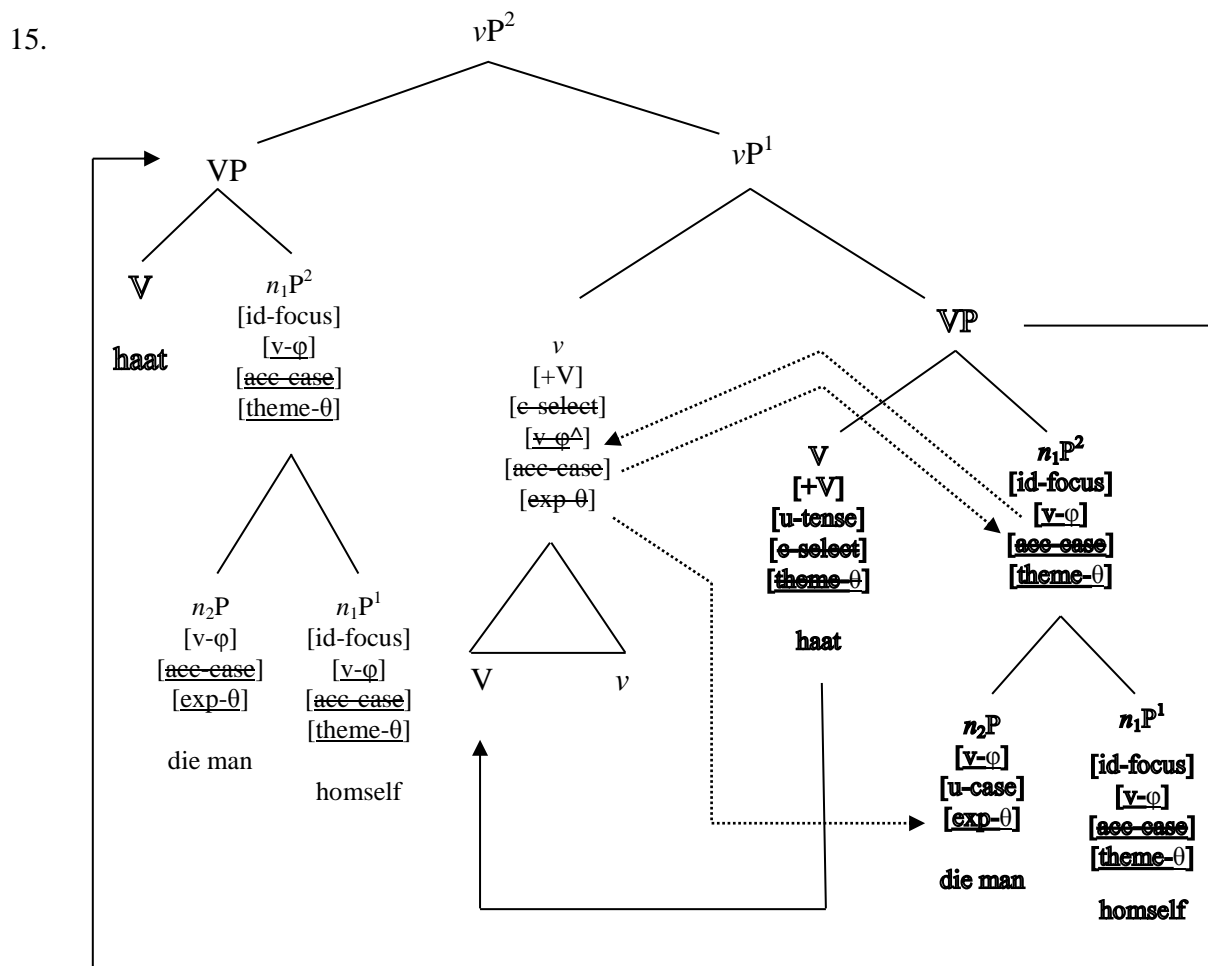 15.
vP²
VP
vP¹
V
haat
n₁P²
[id-focus]
[v-φ]
[acc-case]
[theme-θ]
n₂P
[v-φ]
[acc-case]
[exp-θ]
die man
n₁P¹
[id-focus]
[v-φ]
[acc-case]
[theme-θ]
homself
v
[+V]
[c-select]
[v-φ^]
[acc-case]
[exp-θ]
V
v
VP
V
[+V]
[u-tense]
[c-select]
[theme-θ]
haat
n₁P²
[id-focus]
[v-φ]
[acc-case]
[theme-θ]
n₂P
[v-φ]
[u-case]
[exp-θ]
die man
n₁P¹
[id-focus]
[v-φ]
[acc-case]
[theme-θ]
homself